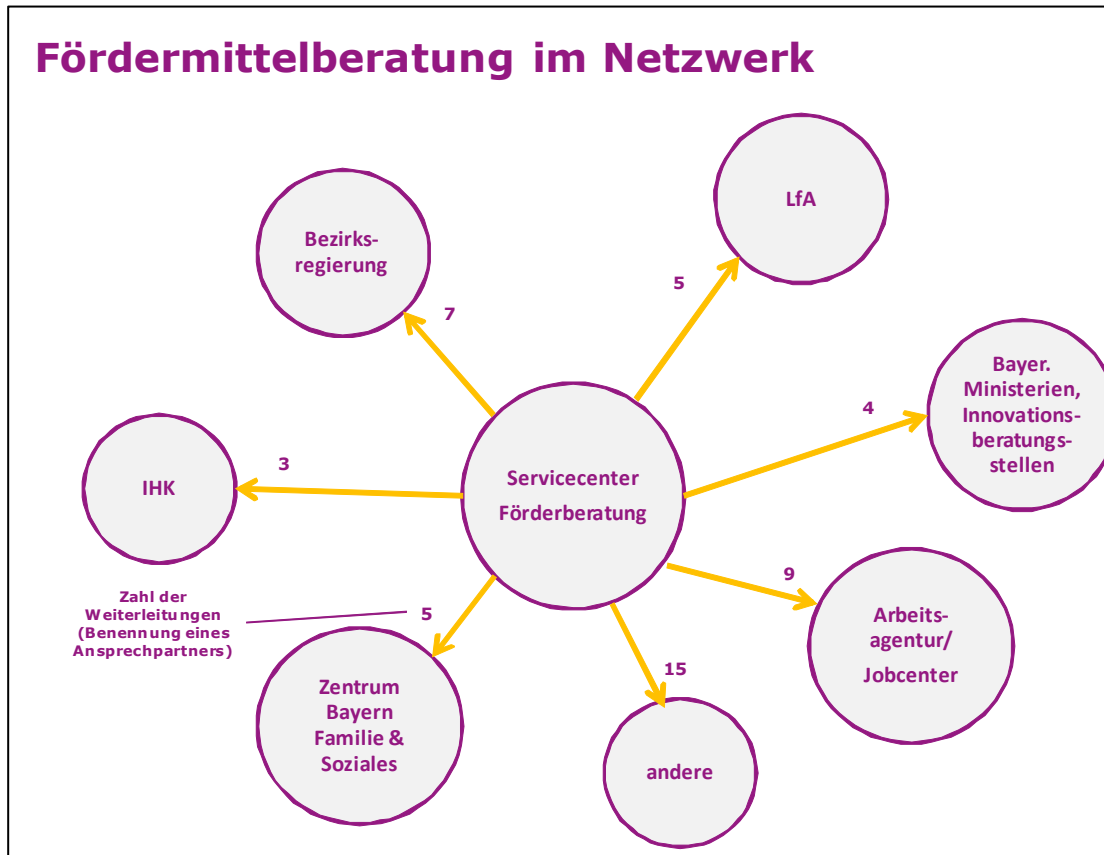 Fördermittelberatung im Netzwerk
LfA
Bezirks-
regierung
5
7
Bayer.
Ministerien,
Innovations-
beratungs-
stellen
4
Servicecenter
Förderberatung
3
IHK
9
Zahl der
Weiterleitungen
(Benennung eines
Ansprechpartners)
5
Arbeits-
agentur/
Jobcenter
15
Zentrum
Bayern
Familie &
Soziales
andere